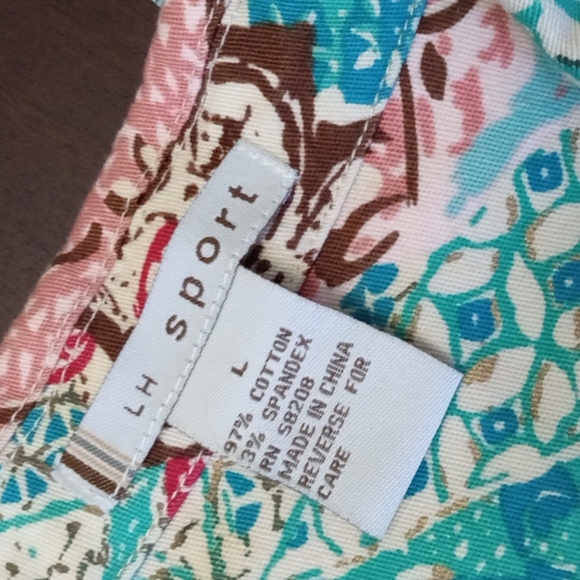 LH sport
L
97% COTTON
3% SPANDEX
RN 58208
MADE IN CHINA
REVERSE FOR
CARE